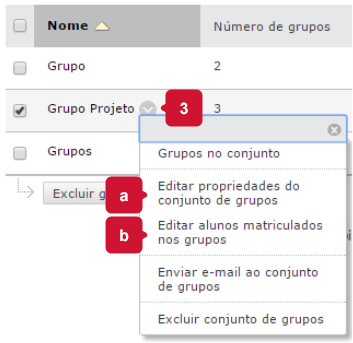 Nome
Número de grupos
Grupo
2
Grupo Projeto
3
3
Grupos
Grupos no conjunto
Excluir g
a
Editar propriedades do
conjunto de grupos
b
Editar alunos matriculados
nos grupos
Enviar e-mail ao conjunto
de grupos
Excluir conjunto de grupos